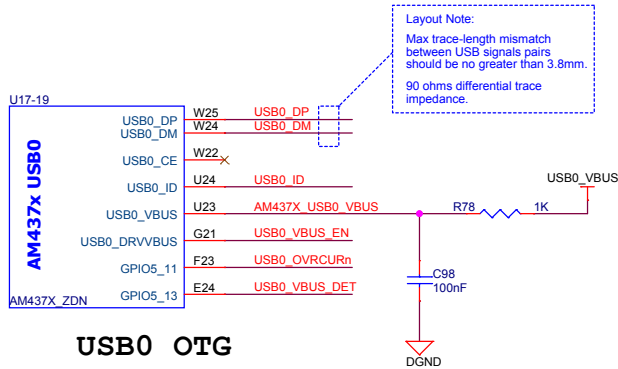 Layout Note:
Max trace-length mismatch
between USB signals pairs
should be no greater than 3.8mm.
90 ohms differential trace
impedance.
U17-19
AM437x USB0
USB0_DP W25 USB0_DP
USB0_DM W24 USB0_DM
USB0_CE W22
USB0_ID U24 USB0_ID
USB0_VBUS U23 AM437X_USB0_VBUS R78 1K USB0_VBUS
USB0_DRVVBUS G21 USB0_VBUS_EN
GPIO5_11 F23 USB0_OVRCURn
GPIO5_13 E24 USB0_VBUS_DET
AM437X_ZDN
C98
100nF
DGND
USB0 OTG